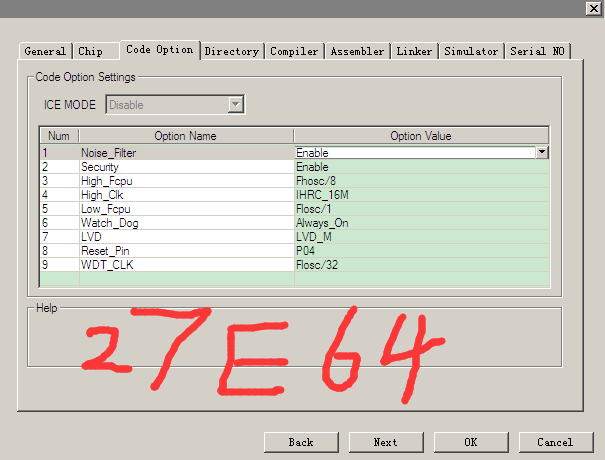 General Chip Code Option Directory Compiler Assembler Linker Simulator Serial NO
Code Option Settings
ICE MODE Disable
Num Option Name Option Value
1 Noise_Filter Enable
2 Security Enable
3 High_Fcpu Fhosc/8
4 High_Clk IHRC_16M
5 Low_Fcpu Flosc/1
6 Watch_Dog Always_On
7 LVD LVD_M
8 Reset_Pin P04
9 WDT_CLK Flosc/32
Help
27E64
Back Next OK Cancel